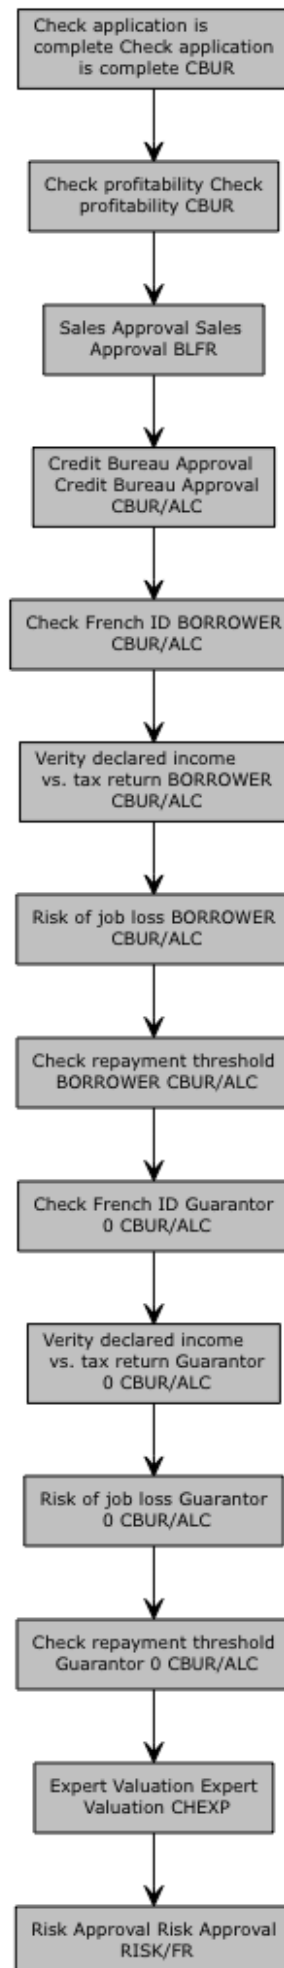 Check application is
complete Check application
is complete CBUR
Check profitability Check
profitability CBUR
Sales Approval Sales
Approval BLFR
Credit Bureau Approval
Credit Bureau Approval
CBUR/ALC
Check French ID BORROWER
CBUR/ALC
Verity declared income
vs. tax return BORROWER
CBUR/ALC
Risk of job loss BORROWER
CBUR/ALC
Check repayment threshold
BORROWER CBUR/ALC
Check French ID Guarantor
0 CBUR/ALC
Verity declared income
vs. tax return Guarantor
0 CBUR/ALC
Risk of job loss Guarantor
0 CBUR/ALC
Check repayment threshold
Guarantor 0 CBUR/ALC
Expert Valuation Expert
Valuation CHEXP
Risk Approval Risk Approval
RISK/FR